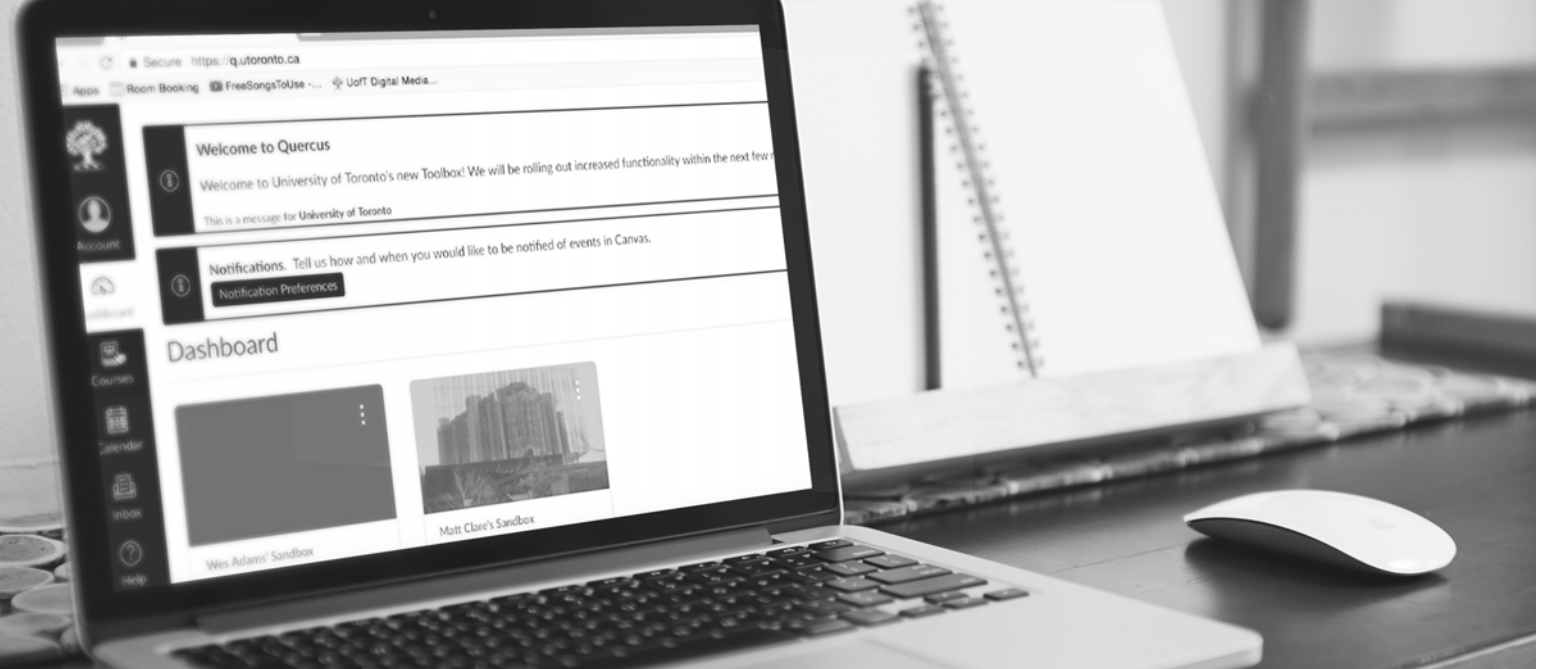 Secure https://q.utoronto.ca
Apps Room Booking FreeSongsToUse -... UofT Digital Media...
Welcome to Quercus
Welcome to University of Toronto's new Toolbox! We will be rolling out increased functionality within the next few
This is a message for University of Toronto
Account
Notifications. Tell us how and when you would like to be notified of events in Canvas.
Notification Preferences
Dashboard
Courses
Calendar
Inbox
Help
Wes Adams' Sandbox
Matt Clare's Sandbox